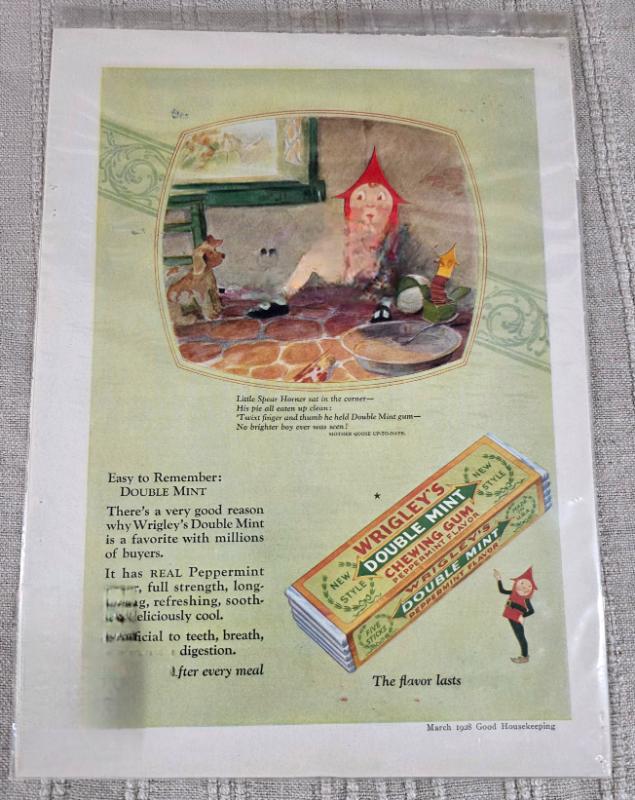 Little Spear Horner sat in the corner—
His pie all eaten up clean:
'Twixt finger and thumb he held Double Mint gum—
No brighter boy ever was seen!
MOTHER GOOSE UP-TO-DATE.
Easy to Remember:
DOUBLE MINT
There's a very good reason
why Wrigley's Double Mint
is a favorite with millions
of buyers.
It has REAL Peppermint
full strength, long-
refreshing, sooth-
eliciously cool.
icial to teeth, breath,
digestion.
fter every meal
WRIGLEY'S
DOUBLE MINT
CHEWING GUM
PEPPERMINT FLAVOR
NEW
STYLE
NEW
STYLE
WRIGLEY'S
DOUBLE MINT
PEPPERMINT FLAVOR
FIVE
STICKS
The flavor lasts
March 1928 Good Housekeeping